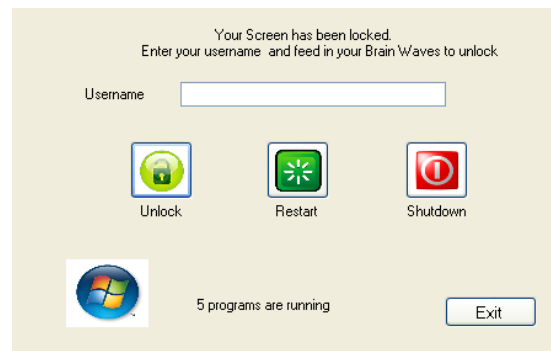 Your Screen has been locked.
Enter your username and feed in your Brain Waves to unlock
Username
Unlock Restart Shutdown
5 programs are running
Exit